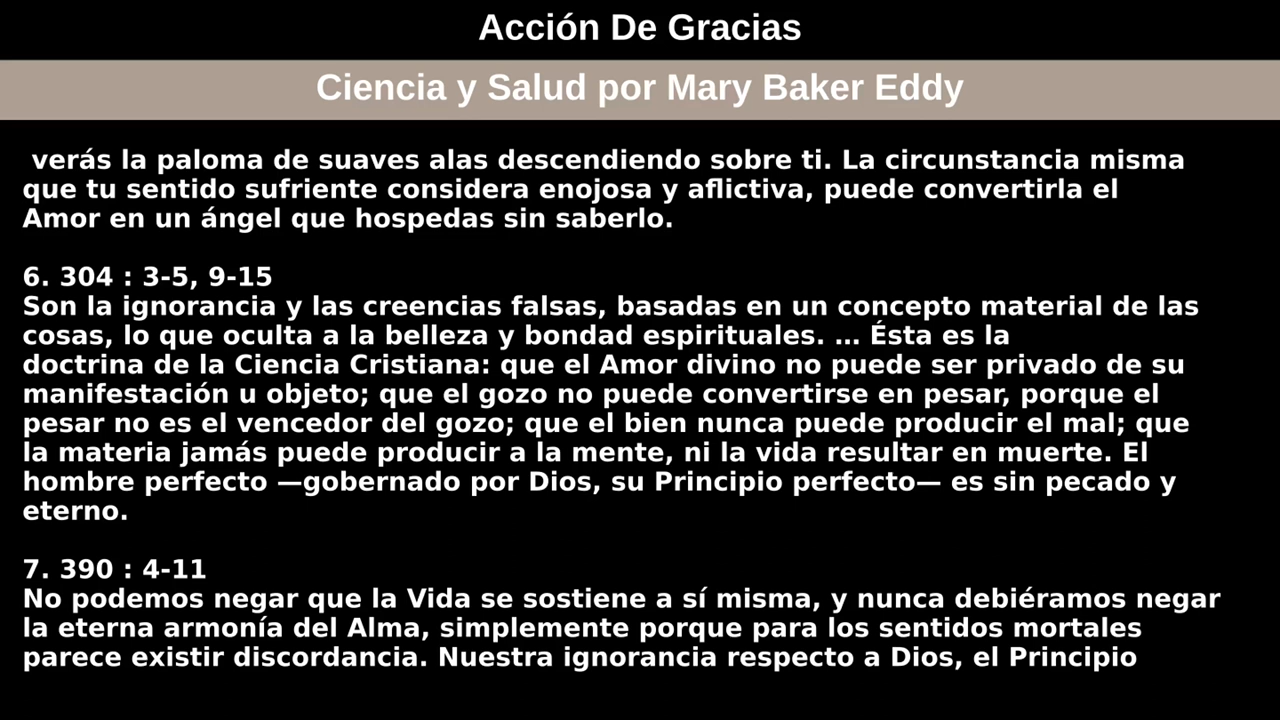 Acción De Gracias
Ciencia y Salud por Mary Baker Eddy
verás la paloma de suaves alas descendiendo sobre ti. La circunstancia misma
que tu sentido sufriente considera enojosa y aflictiva, puede convertirla el
Amor en un ángel que hospedas sin saberlo.
6. 304 : 3-5, 9-15
Son la ignorancia y las creencias falsas, basadas en un concepto material de las
cosas, lo que oculta a la belleza y bondad espirituales. ... Ésta es la
doctrina de la Ciencia Cristiana: que el Amor divino no puede ser privado de su
manifestación u objeto; que el gozo no puede convertirse en pesar, porque el
pesar no es el vencedor del gozo; que el bien nunca puede producir el mal; que
la materia jamás puede producir a la mente, ni la vida resultar en muerte. El
hombre perfecto —gobernado por Dios, su Principio perfecto— es sin pecado y
eterno.
7. 390 : 4-11
No podemos negar que la Vida se sostiene a sí misma, y nunca debiéramos negar
la eterna armonía del Alma, simplemente porque para los sentidos mortales
parece existir discordancia. Nuestra ignorancia respecto a Dios, el Principio